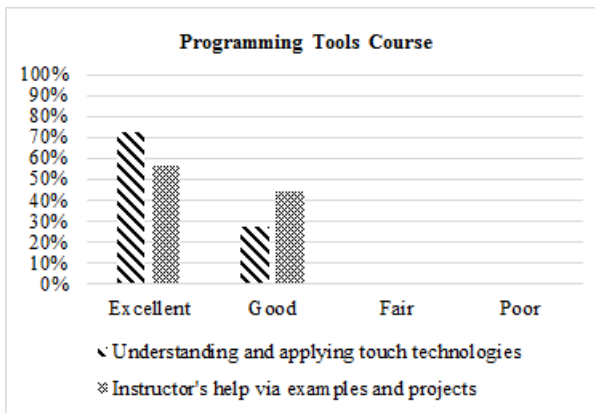 Programming Tools Course
100%
90%
80%
70%
60%
50%
40%
30%
20%
10%
0%
Excellent Good Fair Poor
Understanding and applying touch technologies
Instructor's help via examples and projects